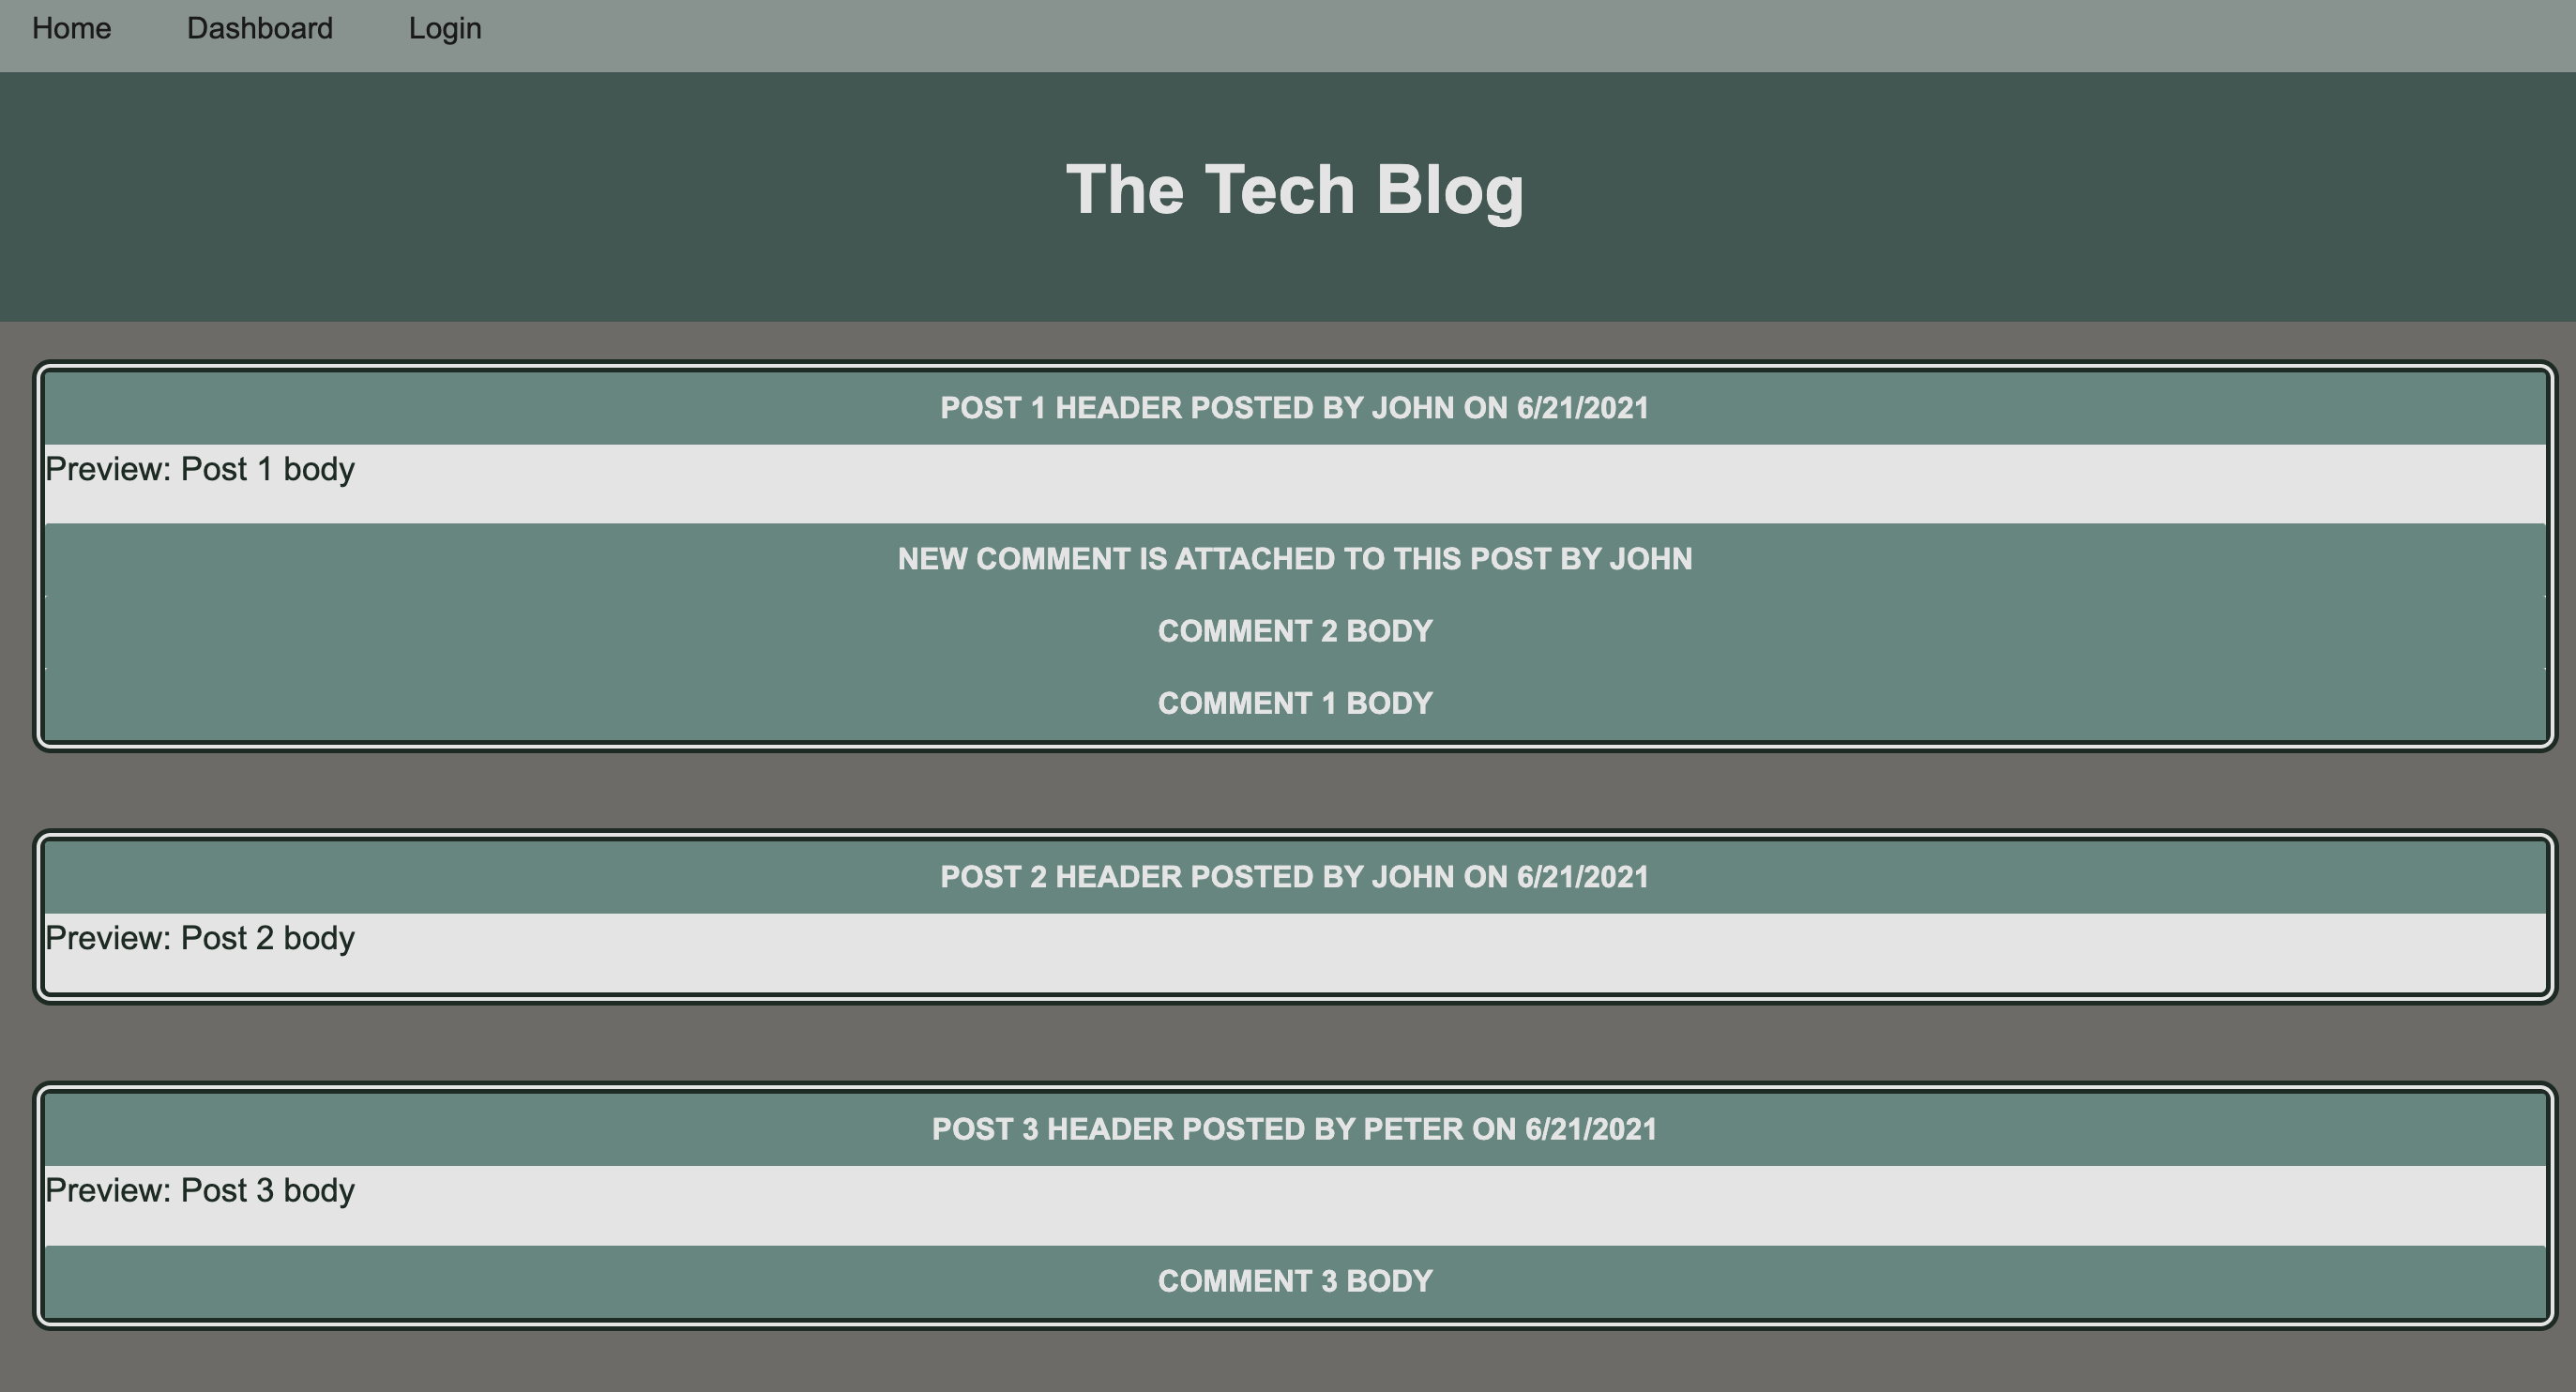 Home Dashboard Login
The Tech Blog
POST 1 HEADER POSTED BY JOHN ON 6/21/2021
Preview: Post 1 body
NEW COMMENT IS ATTACHED TO THIS POST BY JOHN
COMMENT 2 BODY
COMMENT 1 BODY
POST 2 HEADER POSTED BY JOHN ON 6/21/2021
Preview: Post 2 body
POST 3 HEADER POSTED BY PETER ON 6/21/2021
Preview: Post 3 body
COMMENT 3 BODY